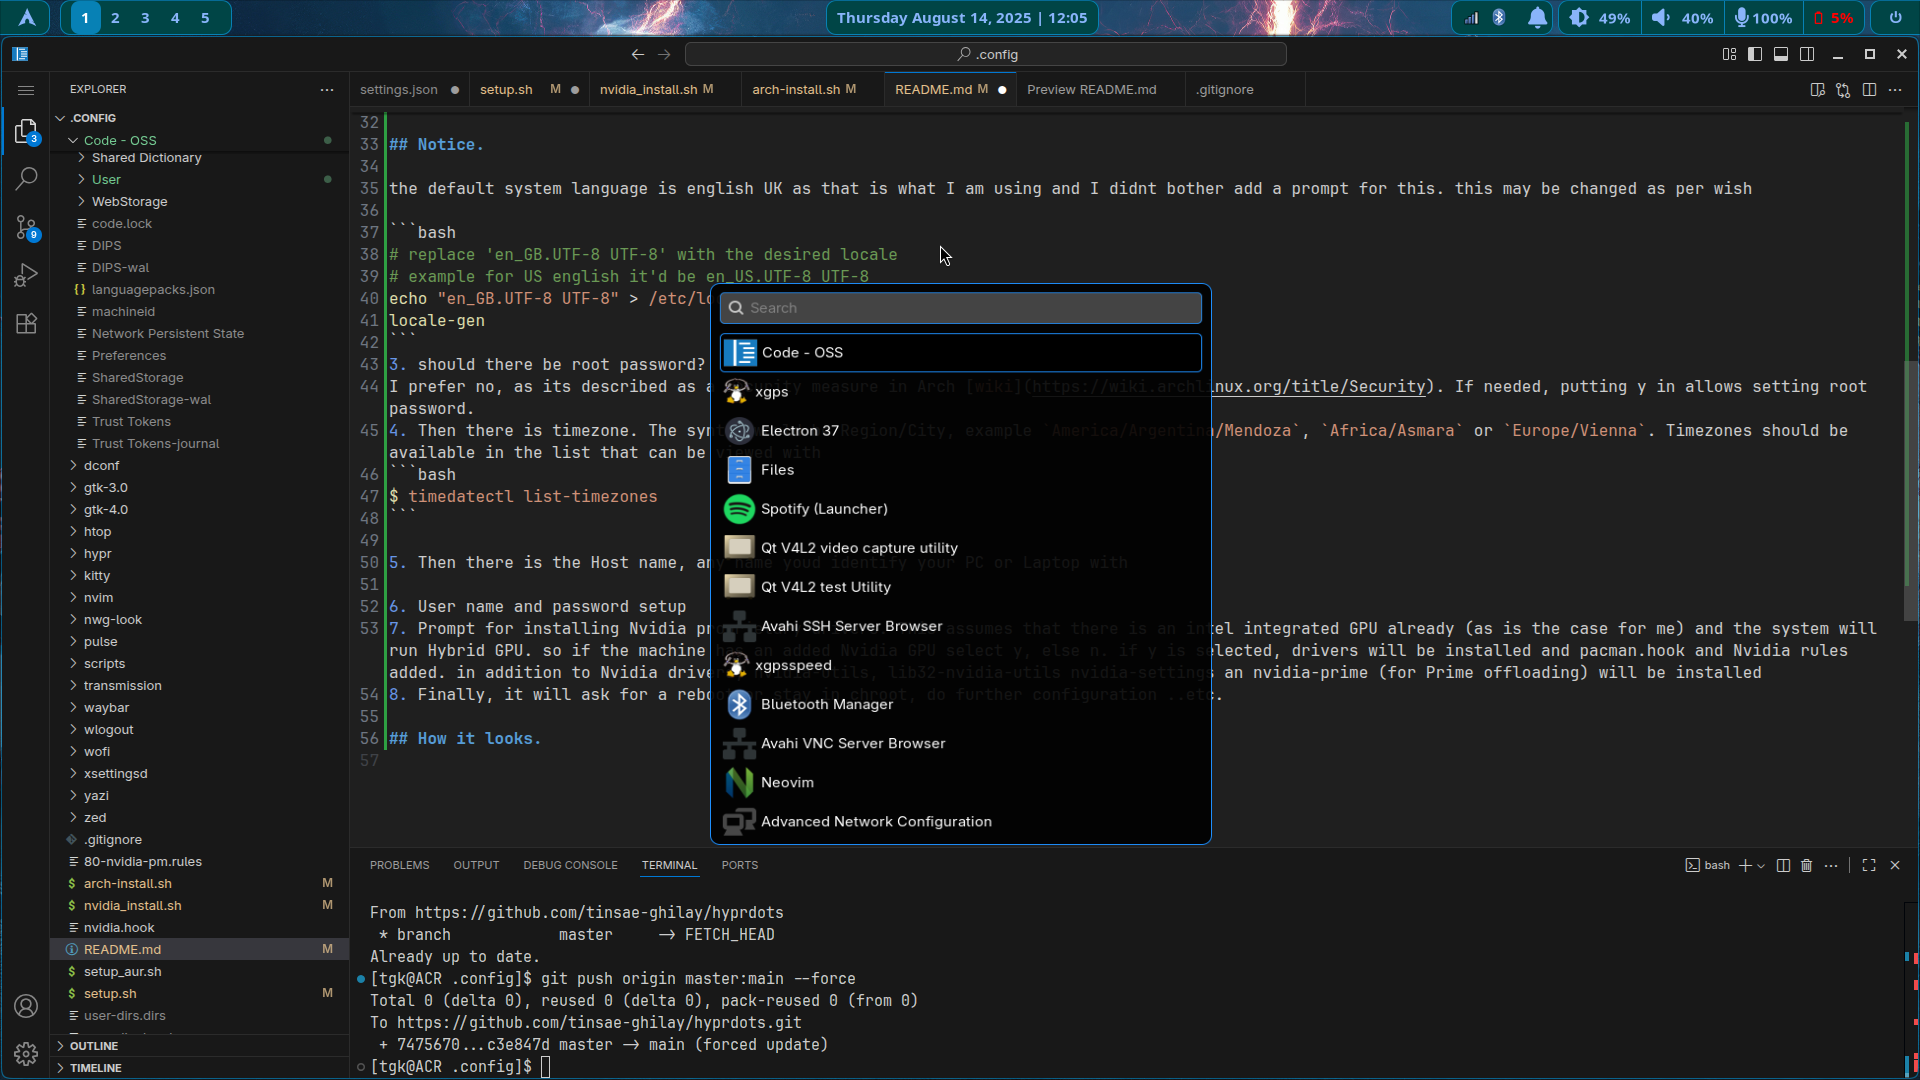 1 2 3 4 5
Thursday August 14, 2025 | 12:05
49% 40% 100% 5%
.config
EXPLORER
.CONFIG
Code - OSS
Shared Dictionary
User
WebStorage
code.lock
DIPS
DIPS-wal
languagepacks.json
machineid
Network Persistent State
Preferences
SharedStorage
SharedStorage-wal
Trust Tokens
Trust Tokens-journal
dconf
gtk-3.0
gtk-4.0
htop
hypr
kitty
nvim
nwg-look
pulse
scripts
transmission
waybar
wlogout
wofi
xsettingsd
yazi
zed
.gitignore
80-nvidia-pm.rules
$ arch-install.sh M
$ nvidia_install.sh M
nvidia.hook
README.md M
$ setup_aur.sh
$ setup.sh M
user-dirs.dirs
OUTLINE
TIMELINE
3
9
settings.json setup.sh M nvidia_install.sh M arch-install.sh M README.md M Preview README.md .gitignore
32
33 ## Notice.
34
35 the default system language is english UK as that is what I am using and I didnt bother add a prompt for this. this may be changed as per wish
36
37 ```bash
38 # replace 'en_GB.UTF-8 UTF-8' with the desired locale
39 # example for US english it'd be en_US.UTF-8 UTF-8
40 echo "en_GB.UTF-8 UTF-8" > /etc/lo
41 locale-gen
42 ```
43 3. should there be root password?
44 I prefer no, as its described as a security measure in Arch [wiki](https://wiki.archlinux.org/title/Security). If needed, putting y in allows setting root
password.
45 4. Then there is timezone. The syn Region/City, example `America/Argentina/Mendoza`, `Africa/Asmara` or `Europe/Vienna`. Timezones should be
available in the list that can be viewed with
46 ```bash
47 $ timedatectl list-timezones
48 ```
49
50 5. Then there is the Host name, any name youd identify your PC or Laptop with
51
52 6. User name and password setup
53 7. Prompt for installing Nvidia pro assumes that there is an intel integrated GPU already (as is the case for me) and the system will
run Hybrid GPU. so if the machine has an added Nvidia GPU select y, else n. if y is selected, drivers will be installed and pacman.hook and Nvidia rules
added. in addition to Nvidia driver nvidia-utils, lib32-nvidia-utils nvidia-settings an nvidia-prime (for Prime offloading) will be installed
54 8. Finally, it will ask for a reboot or stay in chroot, do further configuration ..etc.
55
56 ## How it looks.
57
Search
Code - OSS
xgps
Electron 37
Files
Spotify (Launcher)
Qt V4L2 video capture utility
Qt V4L2 test Utility
Avahi SSH Server Browser
xgpsspeed
Bluetooth Manager
Avahi VNC Server Browser
Neovim
Advanced Network Configuration
PROBLEMS OUTPUT DEBUG CONSOLE TERMINAL PORTS
bash
From https://github.com/tinsae-ghilay/hyprdots
* branch master -> FETCH_HEAD
Already up to date.
[tgk@ACR .config]$ git push origin master:main --force
Total 0 (delta 0), reused 0 (delta 0), pack-reused 0 (from 0)
To https://github.com/tinsae-ghilay/hyprdots.git
+ 7475670...c3e847d master -> main (forced update)
[tgk@ACR .config]$